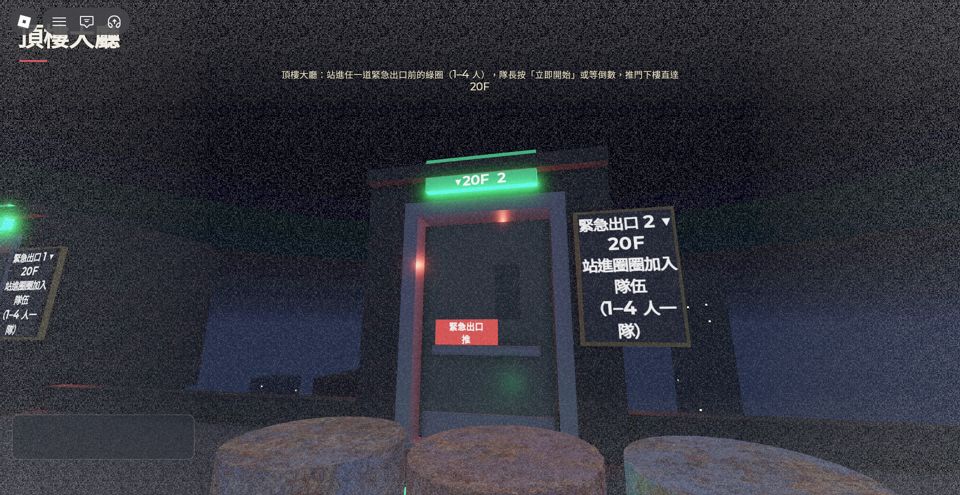 頂樓大廳
頂樓大廳：站進任一道緊急出口前的綠圈（1–4 人），隊長按「立即開始」或等倒數，推門下樓直達
20F
▼20F 2
緊急出口 2 ▼
20F
站進圈圈加入
隊伍
（1–4 人一
隊）
緊急出口 1 ▼
20F
站進圈圈加入
隊伍
（1–4 人一
隊）
緊急出口
推